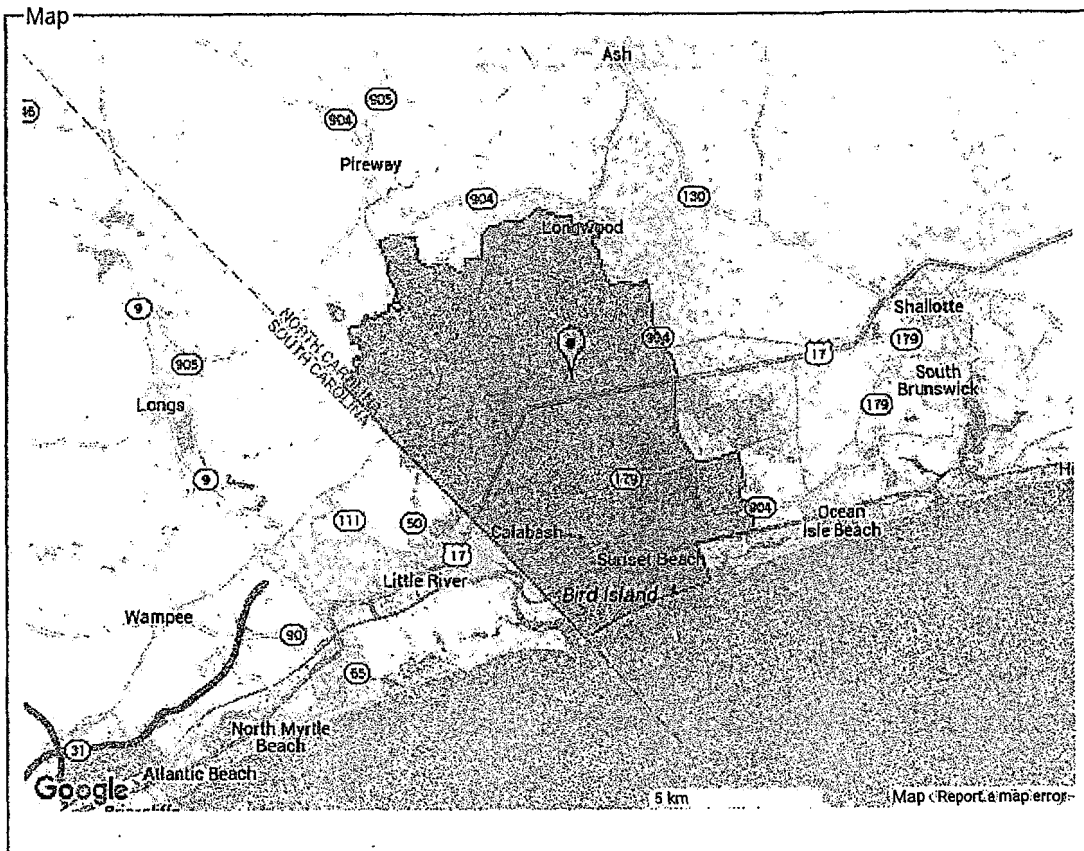 Map
Ash
905
904
Pireway
904
130
Longwood
9
NORTH CAROLINA
SOUTH CAROLINA
Shallotte
904
179
17
905
South
Brunswick
Longs
179
9
179
904
111
50
Ocean
Isle Beach
Calabash
17
Sunset Beach
Little River
Bird Island
Wampee
90
65
North Myrtle
Beach
31
Atlantic Beach
Google
5 km
Map
Report a map error